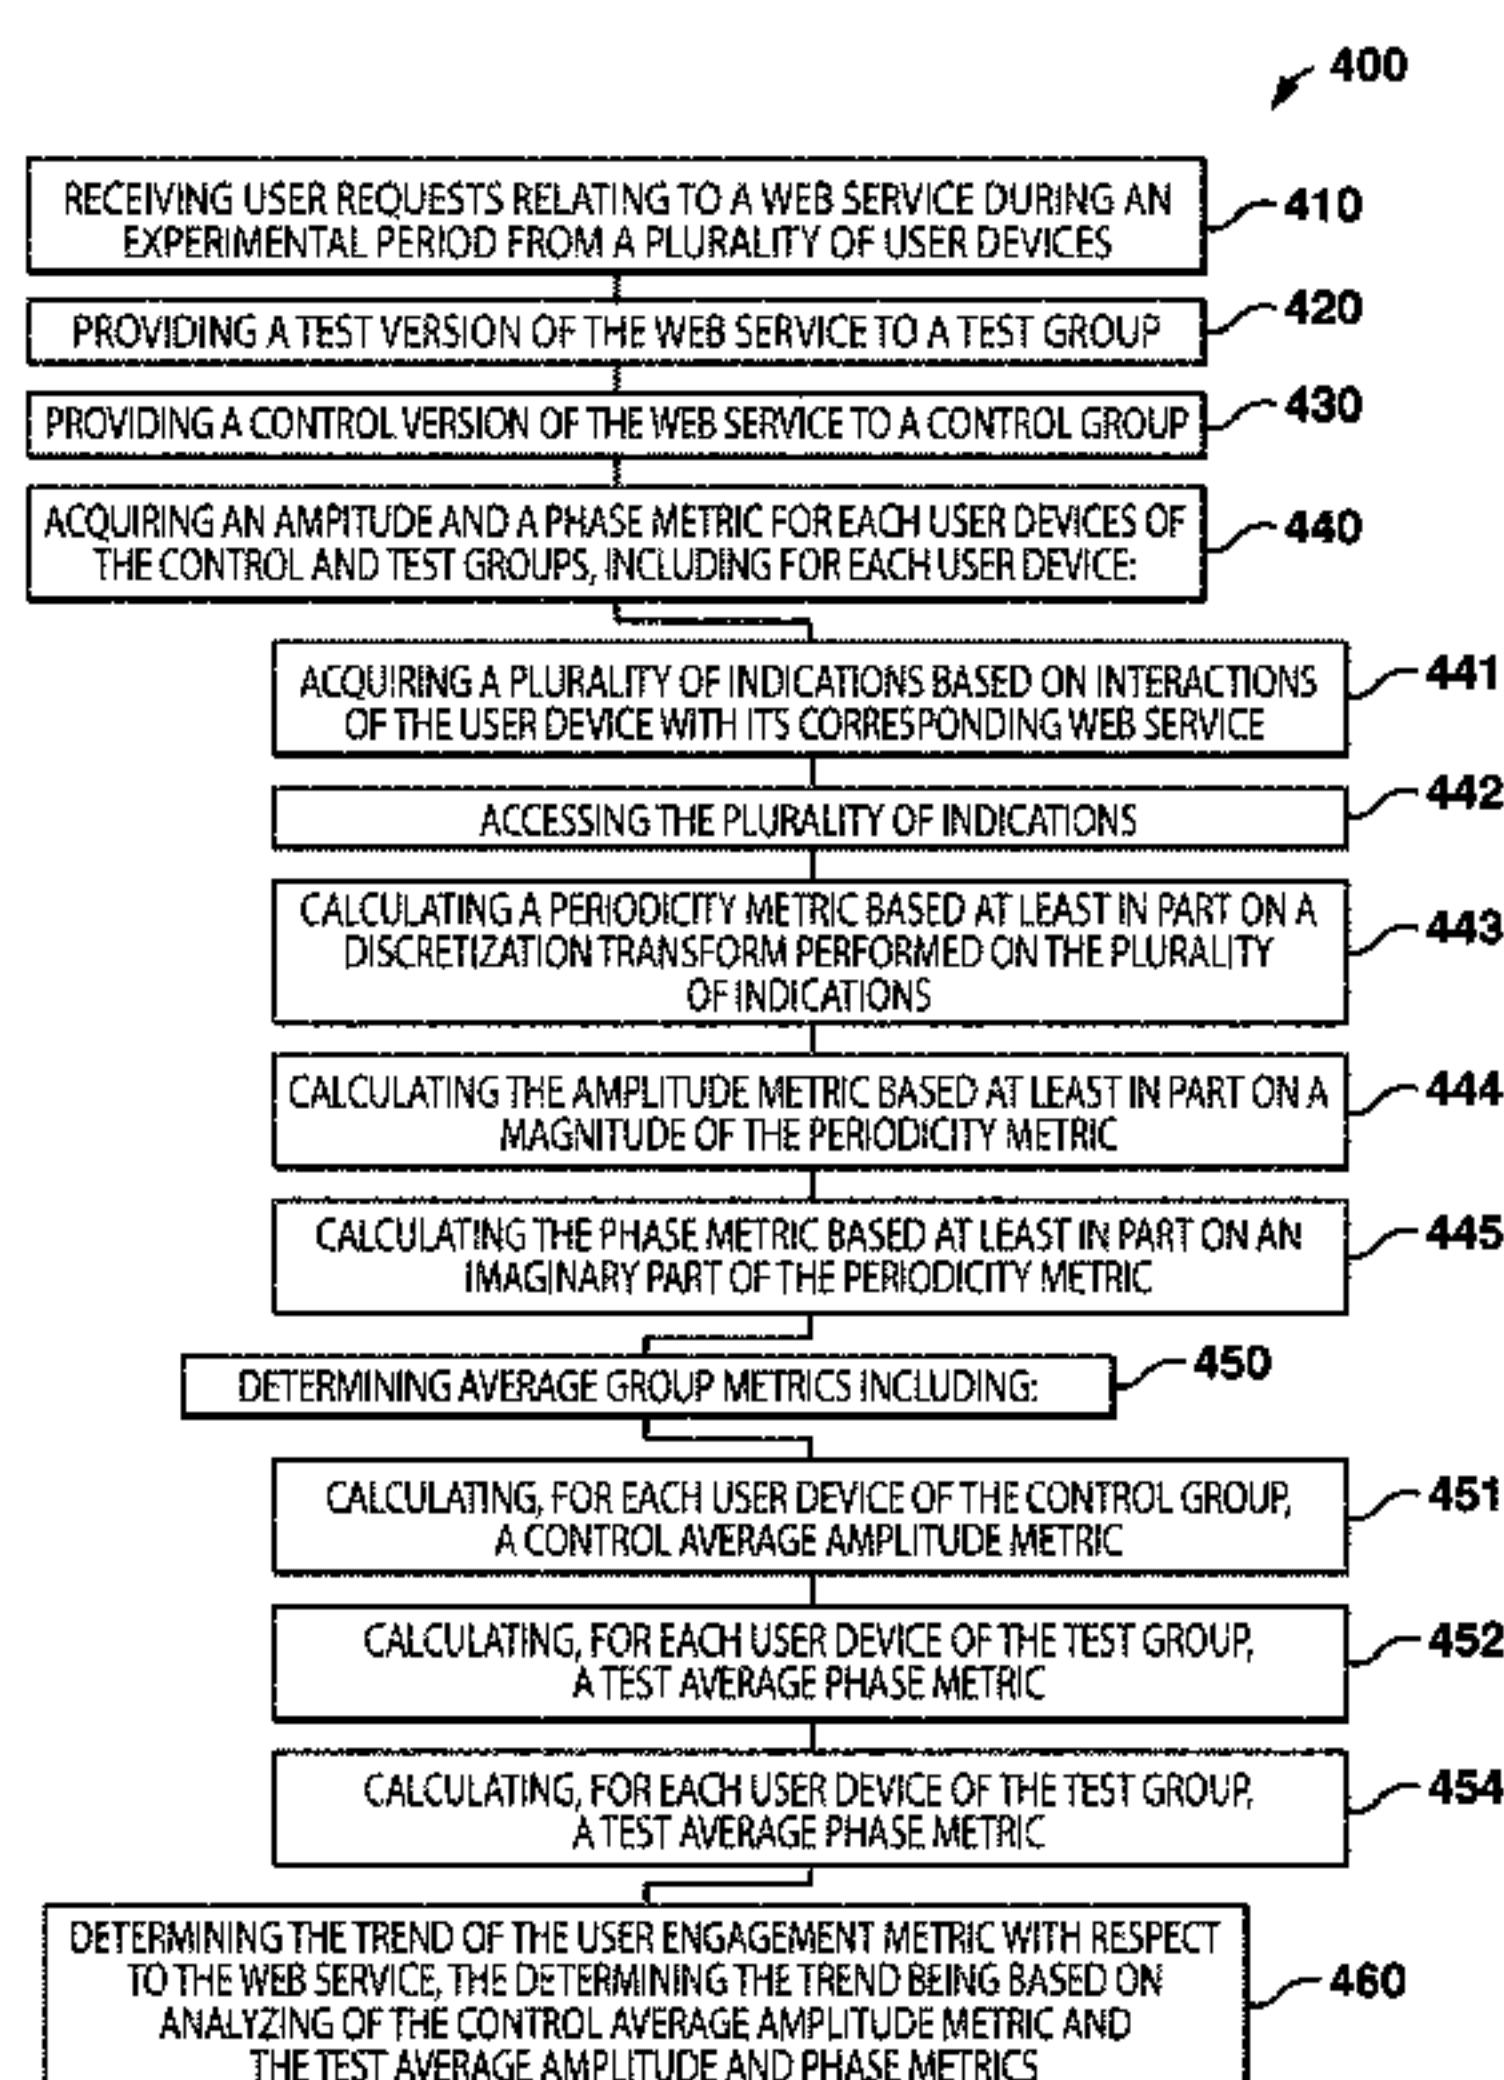 400
RECEIVING USER REQUESTS RELATING TO A WEB SERVICE DURING AN
EXPERIMENTAL PERIOD FROM A PLURALITY OF USER DEVICES
410
PROVIDING A TEST VERSION OF THE WEB SERVICE TO A TEST GROUP
420
PROVIDING A CONTROL VERSION OF THE WEB SERVICE TO A CONTROL GROUP
430
ACQUIRING AN AMPITUDE AND A PHASE METRIC FOR EACH USER DEVICES OF
THE CONTROL AND TEST GROUPS, INCLUDING FOR EACH USER DEVICE:
440
ACQUIRING A PLURALITY OF INDICATIONS BASED ON INTERACTIONS
OF THE USER DEVICE WITH ITS CORRESPONDING WEB SERVICE
441
ACCESSING THE PLURALITY OF INDICATIONS
442
CALCULATING A PERIODICITY METRIC BASED AT LEAST IN PART ON A
DISCRETIZATION TRANSFORM PERFORMED ON THE PLURALITY
OF INDICATIONS
443
CALCULATING THE AMPLITUDE METRIC BASED AT LEAST IN PART ON A
MAGNITUDE OF THE PERIODICITY METRIC
444
CALCULATING THE PHASE METRIC BASED AT LEAST IN PART ON AN
IMAGINARY PART OF THE PERIODICITY METRIC
445
DETERMINING AVERAGE GROUP METRICS INCLUDING:
450
CALCULATING, FOR EACH USER DEVICE OF THE CONTROL GROUP,
A CONTROL AVERAGE AMPLITUDE METRIC
451
CALCULATING, FOR EACH USER DEVICE OF THE TEST GROUP,
A TEST AVERAGE PHASE METRIC
452
CALCULATING, FOR EACH USER DEVICE OF THE TEST GROUP,
A TEST AVERAGE PHASE METRIC
454
DETERMINING THE TREND OF THE USER ENGAGEMENT METRIC WITH RESPECT
TO THE WEB SERVICE, THE DETERMINING THE TREND BEING BASED ON
ANALYZING OF THE CONTROL AVERAGE AMPLITUDE METRIC AND
THE TEST AVERAGE AMPLITUDE AND PHASE METRICS
460